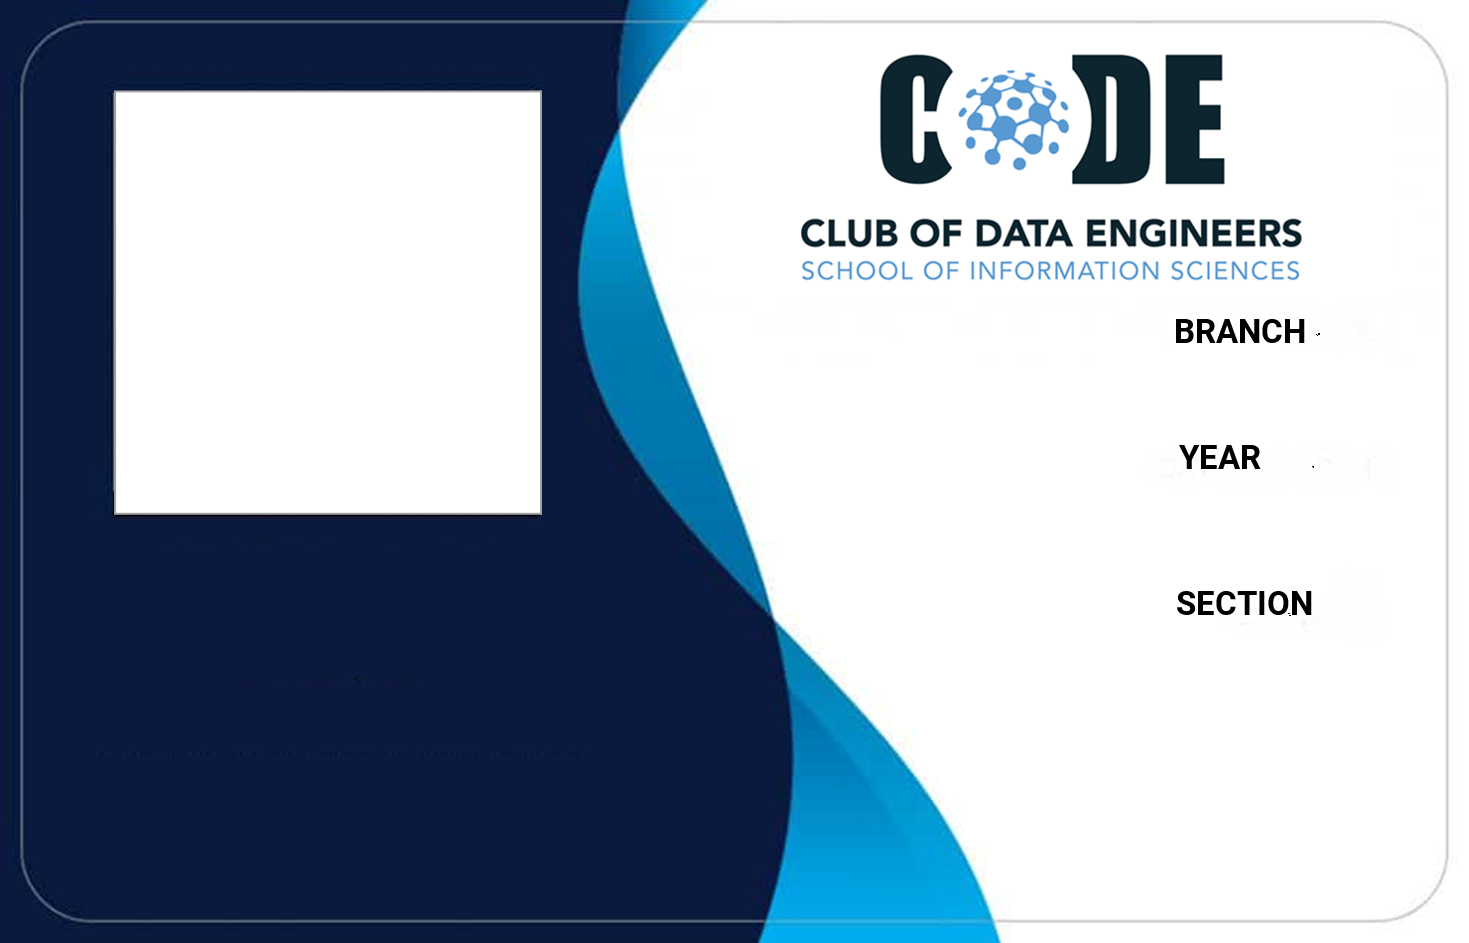 CODE
CLUB OF DATA ENGINEERS
SCHOOL OF INFORMATION SCIENCES
BRANCH
YEAR
SECTION